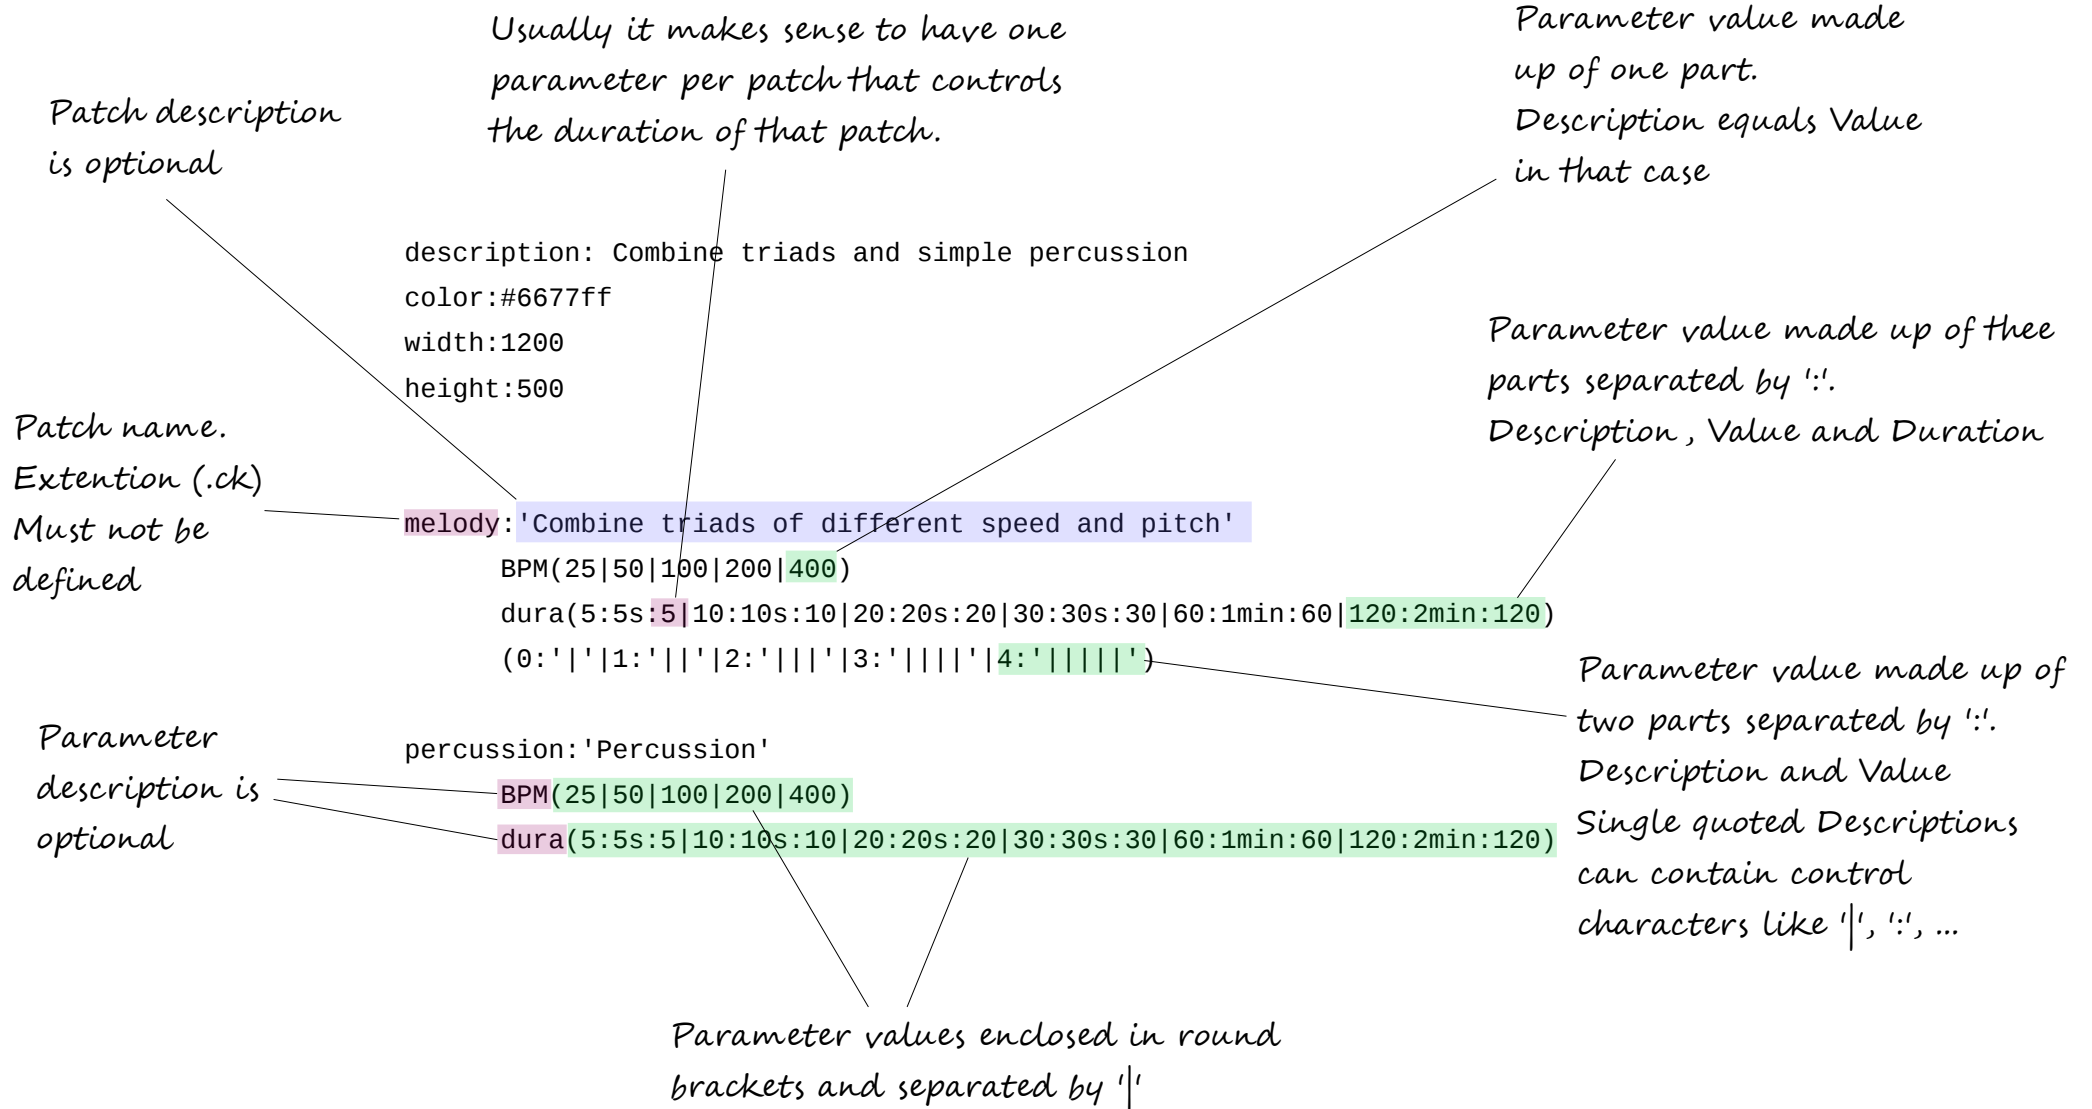 Usually it makes sense to have one
parameter per patch that controls
the duration of that patch.
Parameter value made
up of one part.
Description equals Value
in that case
Patch description
is optional
description: Combine triads and simple percussion
color:#6677ff
width:1200
height:500
Parameter value made up of thee
parts separated by ':'.
Description, Value and Duration
Patch name.
Extention (.ck)
Must not be
defined
melody:'Combine triads of different speed and pitch'
BPM(25|50|100|200|400)
dura(5:5s:5|10:10s:10|20:20s:20|30:30s:30|60:1min:60|120:2min:120)
(0:'|'|1:'||'|2:'|||'|3:'||||'|4:'|||||')
Parameter value made up of
two parts separated by ':'.
Description and Value
Single quoted Descriptions
can contain control
characters like '|', ':', ...
Parameter
description is
optional
percussion:'Percussion'
BPM(25|50|100|200|400)
dura(5:5s:5|10:10s:10|20:20s:20|30:30s:30|60:1min:60|120:2min:120)
Parameter values enclosed in round
brackets and separated by '|'